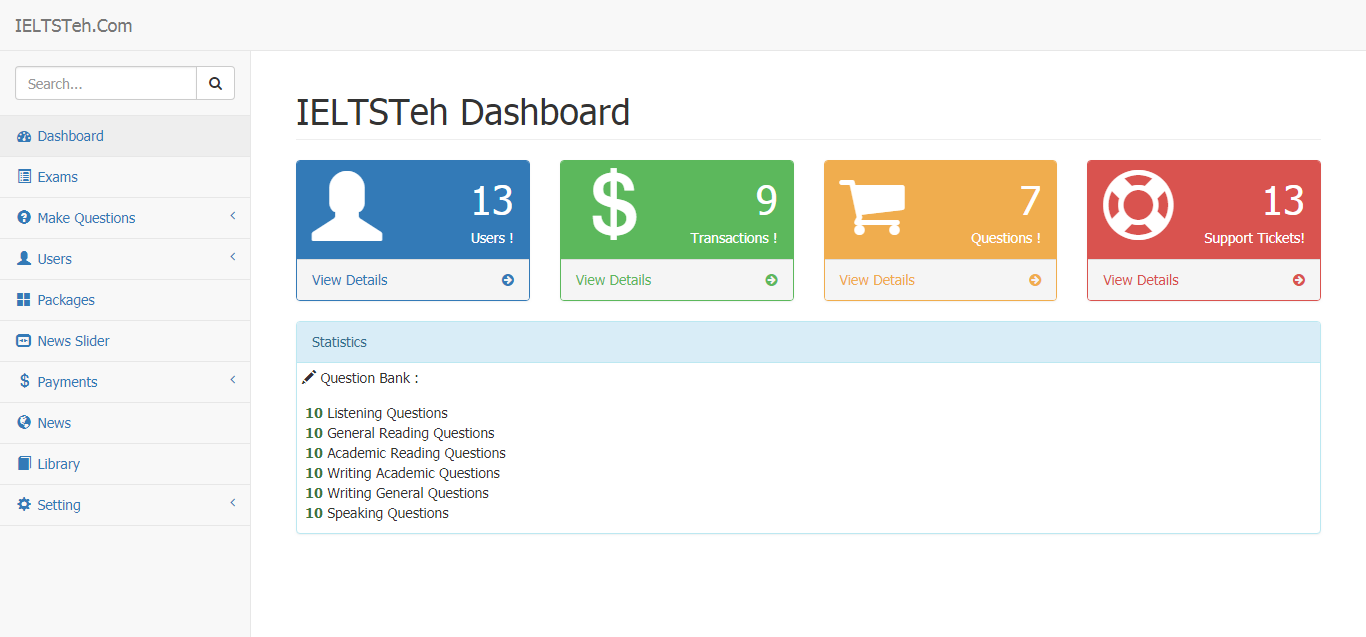 IELTSTeh.Com
Search...
Dashboard
Exams
Make Questions
Users
Packages
News Slider
Payments
News
Library
Setting
IELTSTeh Dashboard
13
Users !
View Details
9
Transactions !
View Details
7
Questions !
View Details
13
Support Tickets!
View Details
Statistics
Question Bank :
10 Listening Questions
10 General Reading Questions
10 Academic Reading Questions
10 Writing Academic Questions
10 Writing General Questions
10 Speaking Questions